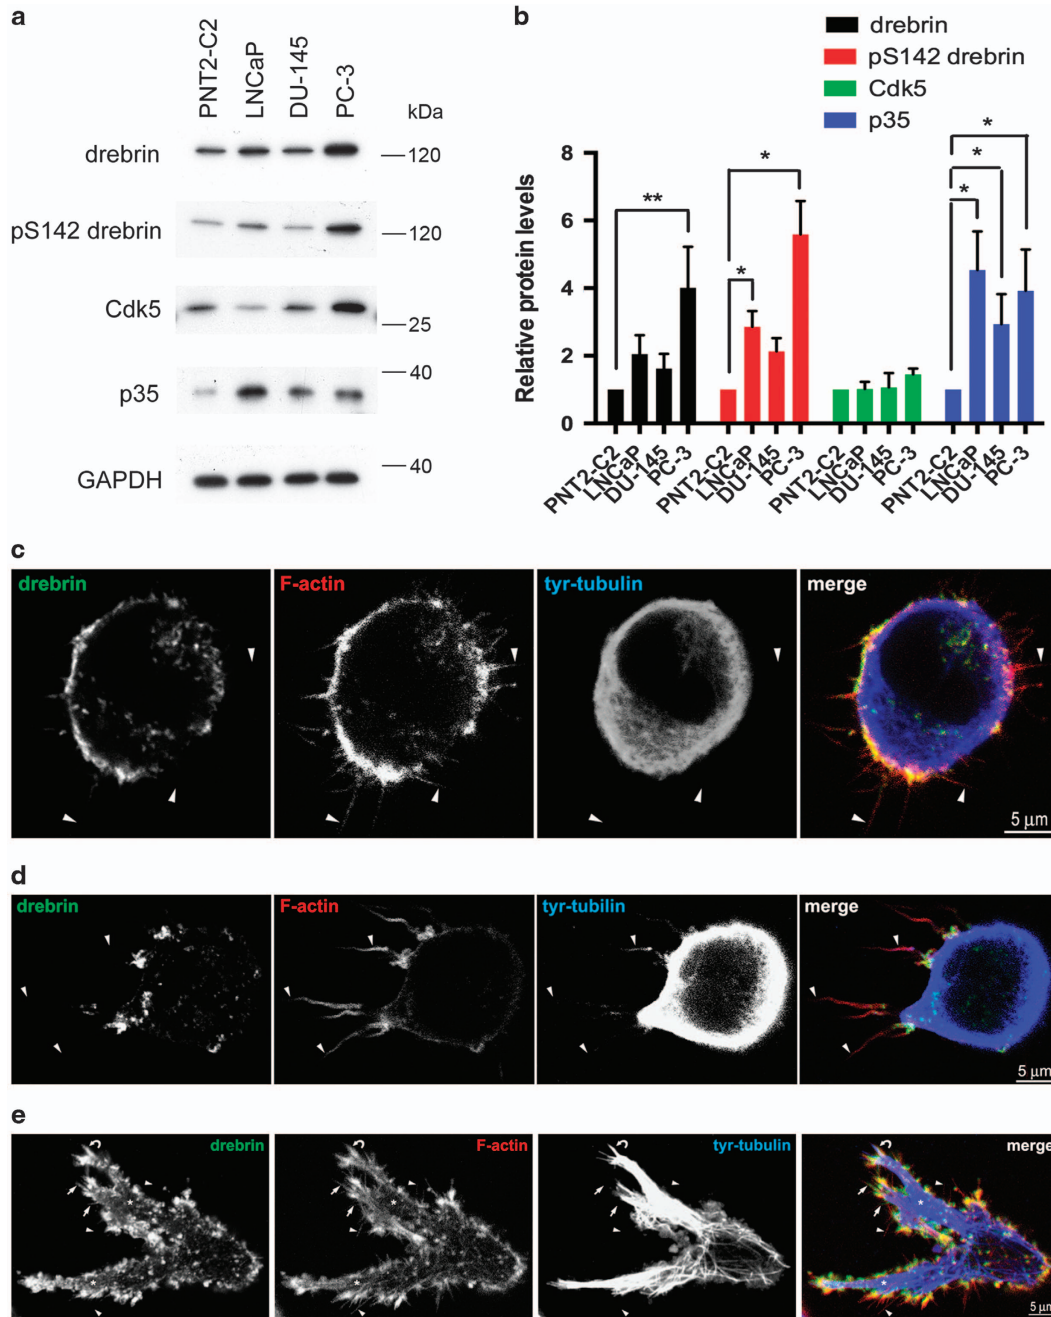 a
PNT2-C2
LNCaP
DU-145
PC-3
kDa
drebrin
120
pS142 drebrin
120
Cdk5
25
40
p35
40
GAPDH
b
drebrin
pS142 drebrin
Cdk5
p35
Relative protein levels
8
6
4
2
0
**
*
*
*
*
*
PNT2-C2
LNCaP
DU-145
PC-3
PNT2-C2
LNCaP
DU-145
PC-3
PNT2-C2
LNCaP
DU-145
PC-3
PNT2-C2
LNCaP
DU-145
PC-3
c
drebrin
F-actin
tyr-tubulin
merge
5 μm
d
drebrin
F-actin
tyr-tubilin
merge
5 μm
e
drebrin
F-actin
tyr-tubulin
merge
5 μm